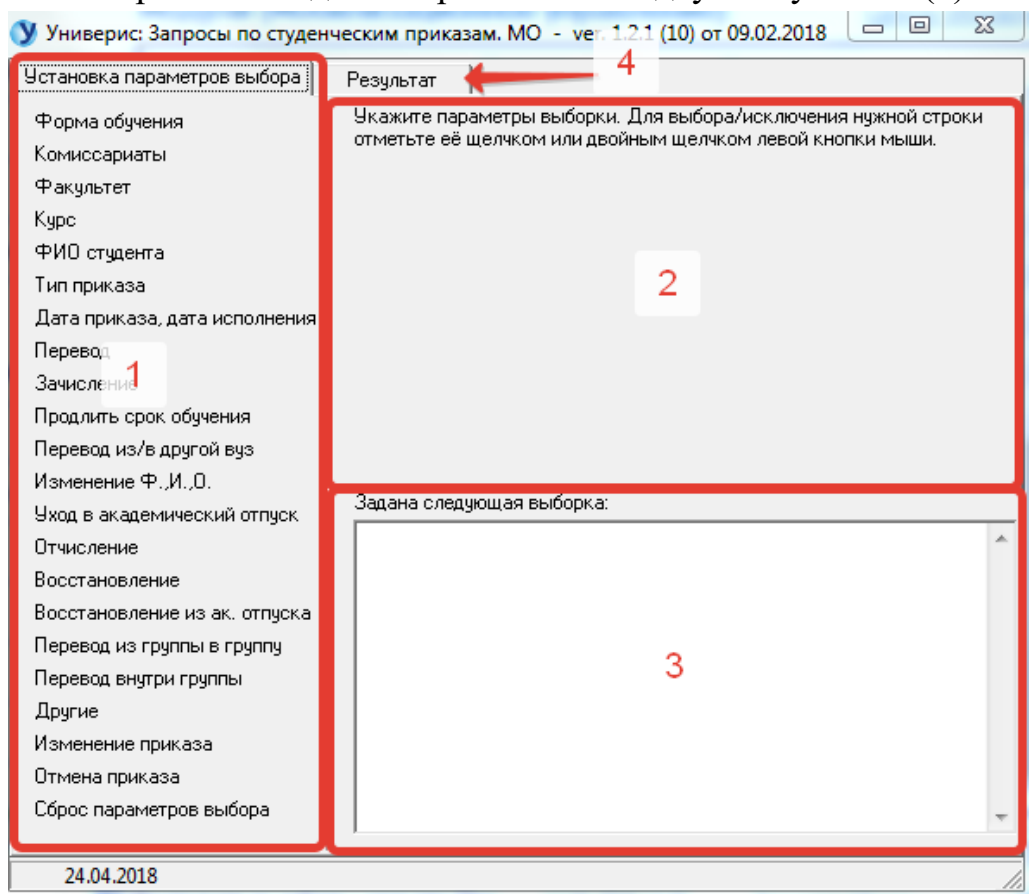 Универис: Запросы по студенческим приказам. МО - ver. 1.2.1 (10) от 09.02.2018
Установка параметров выбора
Результат
4
Форма обучения
Комиссариаты
Факультет
Курс
ФИО студента
Тип приказа
Дата приказа, дата исполнения
Перевод
Зачисление
1
Продлить срок обучения
Перевод из/в другой вуз
Изменение Ф.,И.,О.
Уход в академический отпуск
Отчисление
Восстановление
Восстановление из ак. отпуска
Перевод из группы в группу
Перевод внутри группы
Другие
Изменение приказа
Отмена приказа
Сброс параметров выбора
Укажите параметры выборки. Для выбора/исключения нужной строки
отметьте её щелчком или двойным щелчком левой кнопки мыши.
2
Задана следующая выборка:
3
24.04.2018